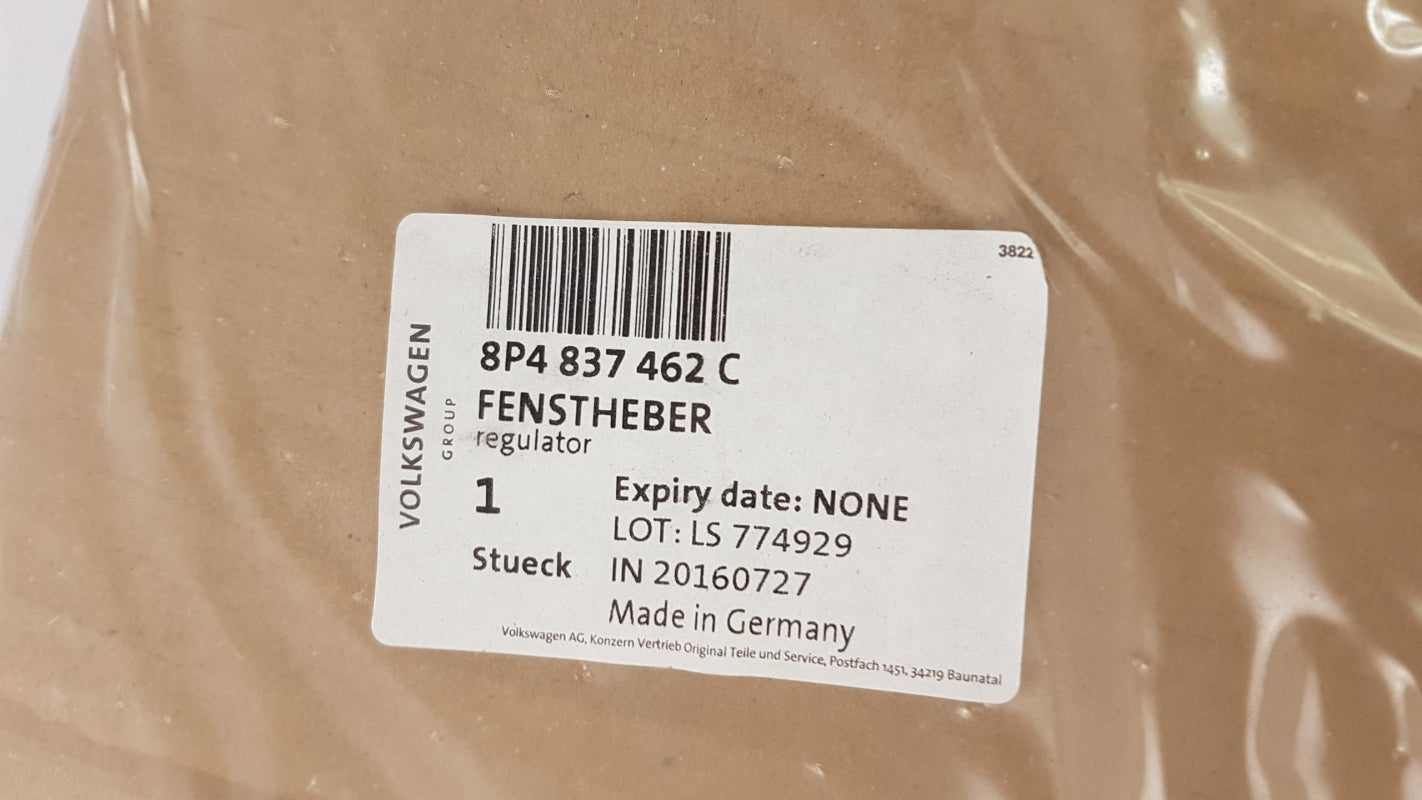 3822
8P4 837 462 C
FENSTHEBER
regulator
VOLKSWAGEN
GROUP
1
Stueck
Expiry date: NONE
LOT: LS 774929
IN 20160727
Made in Germany
Volkswagen AG, Konzern Vertrieb Original Teile und Service, Postfach 1451, 34219 Baunatal